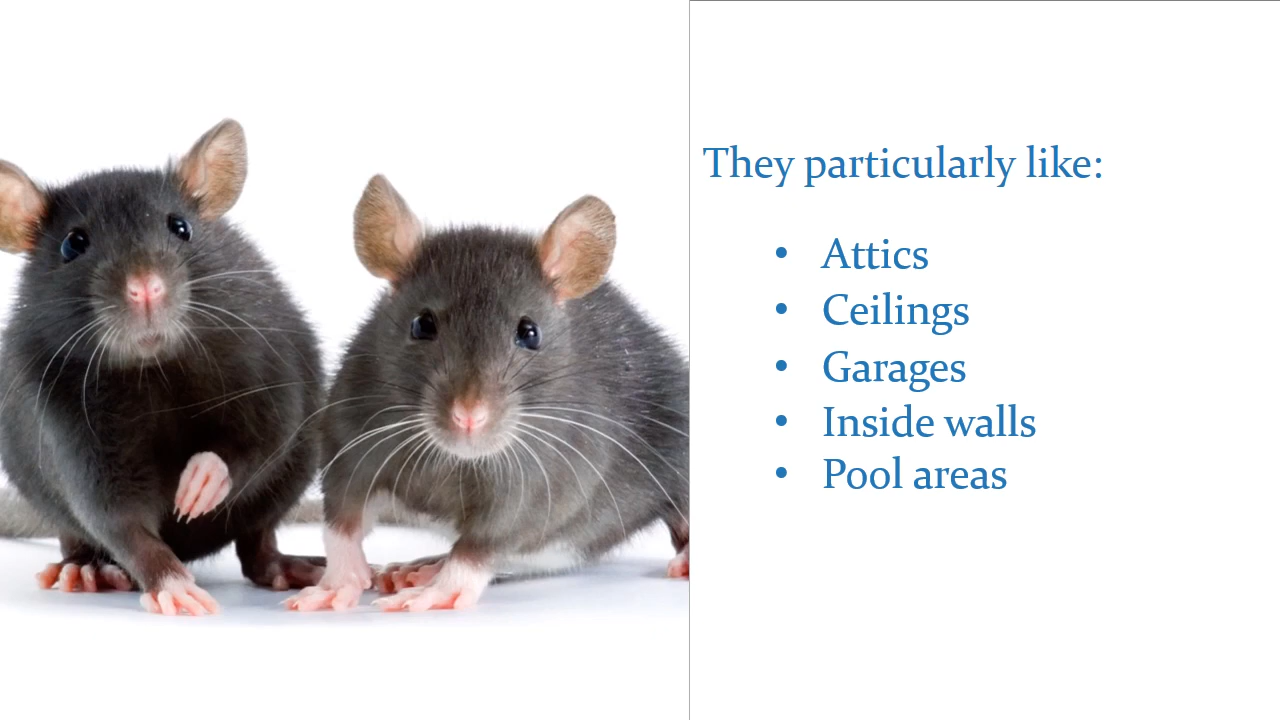 They particularly like:
• Attics
• Ceilings
• Garages
• Inside walls
• Pool areas